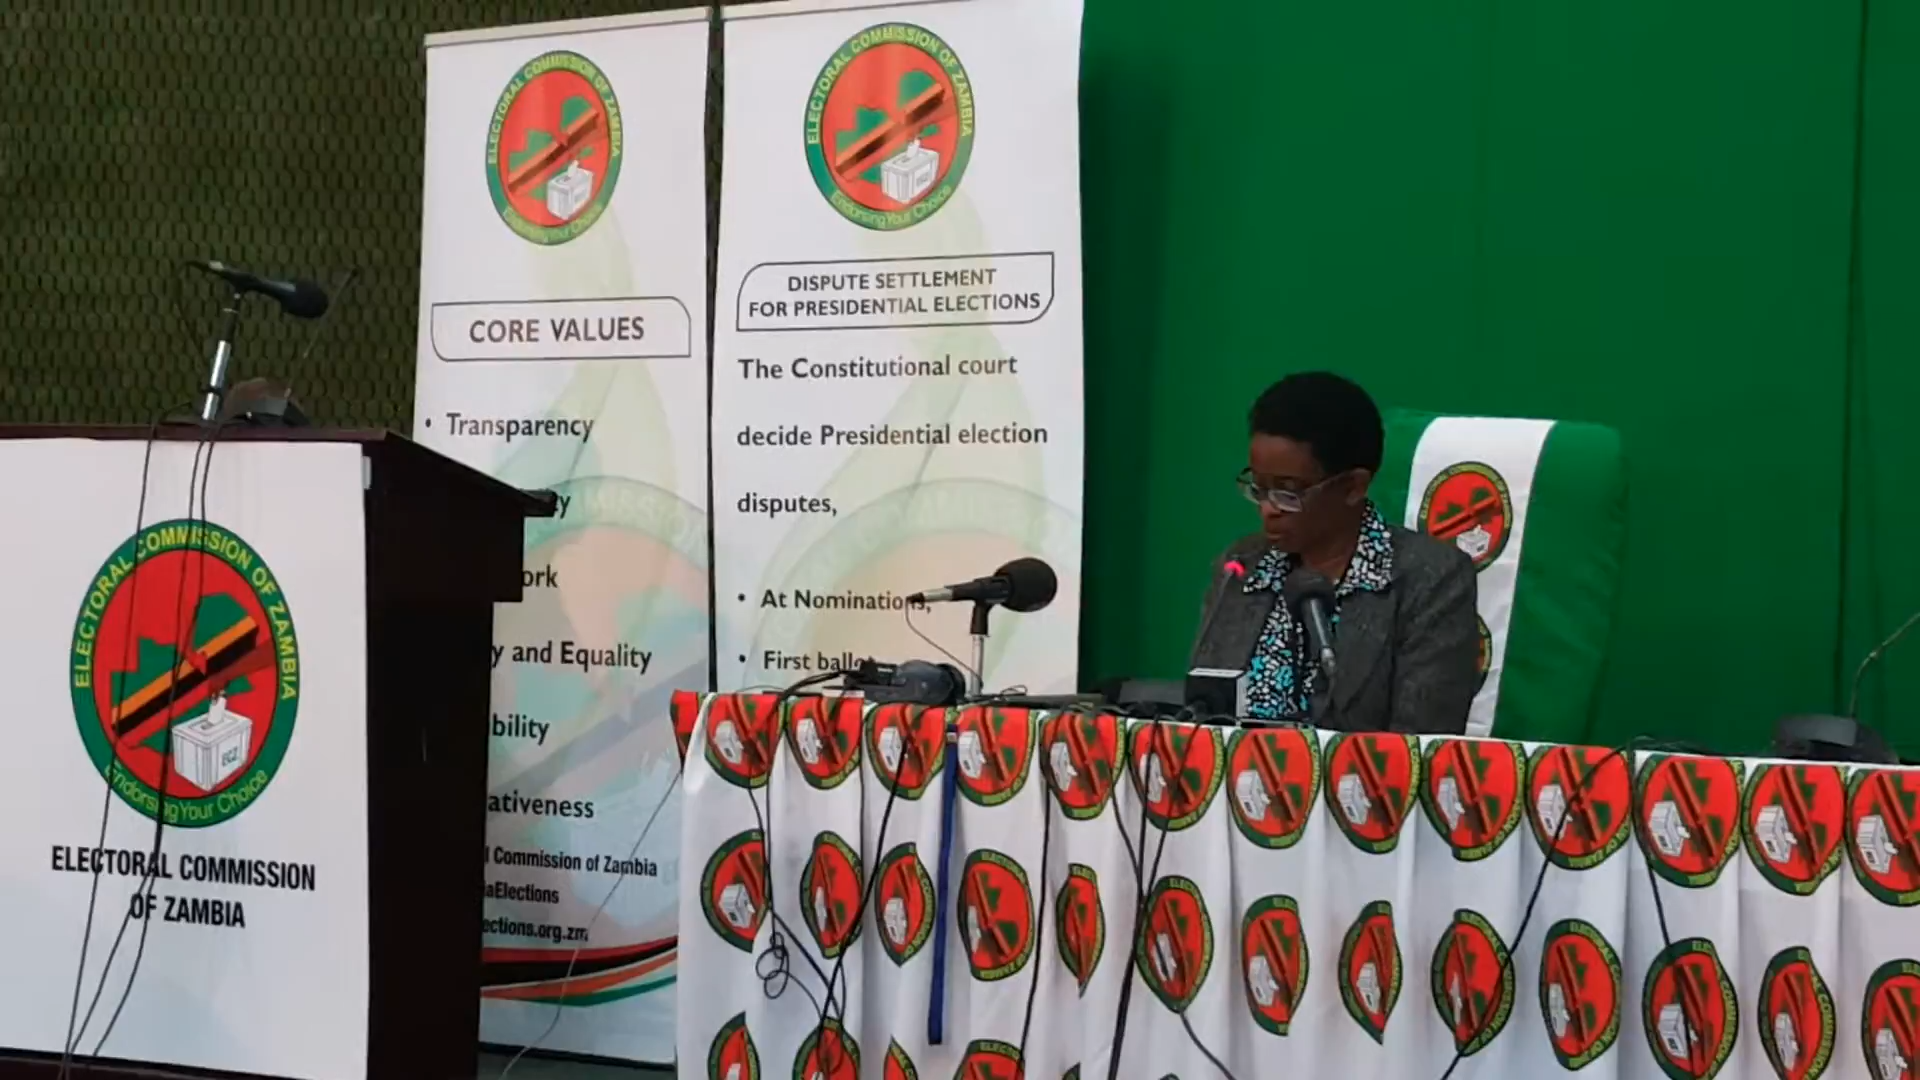 ELECTORAL COMMISSION OF ZAMBIA
Endorsing Your Choice
CORE VALUES
• Transparency
ty
ork
y and Equality
bility
ativeness
l Commission of Zambia
aElections
ections.org.zm
ELECTORAL COMMISSION OF ZAMBIA
Endorsing Your Choice
DISPUTE SETTLEMENT
FOR PRESIDENTIAL ELECTIONS
The Constitutional court
decide Presidential election
disputes,
• At Nominations,
• First ballo
ELECTORAL COMMISSION OF ZAMBIA
ECZ
Endorsing Your Choice
ELECTORAL COMMISSION
OF ZAMBIA